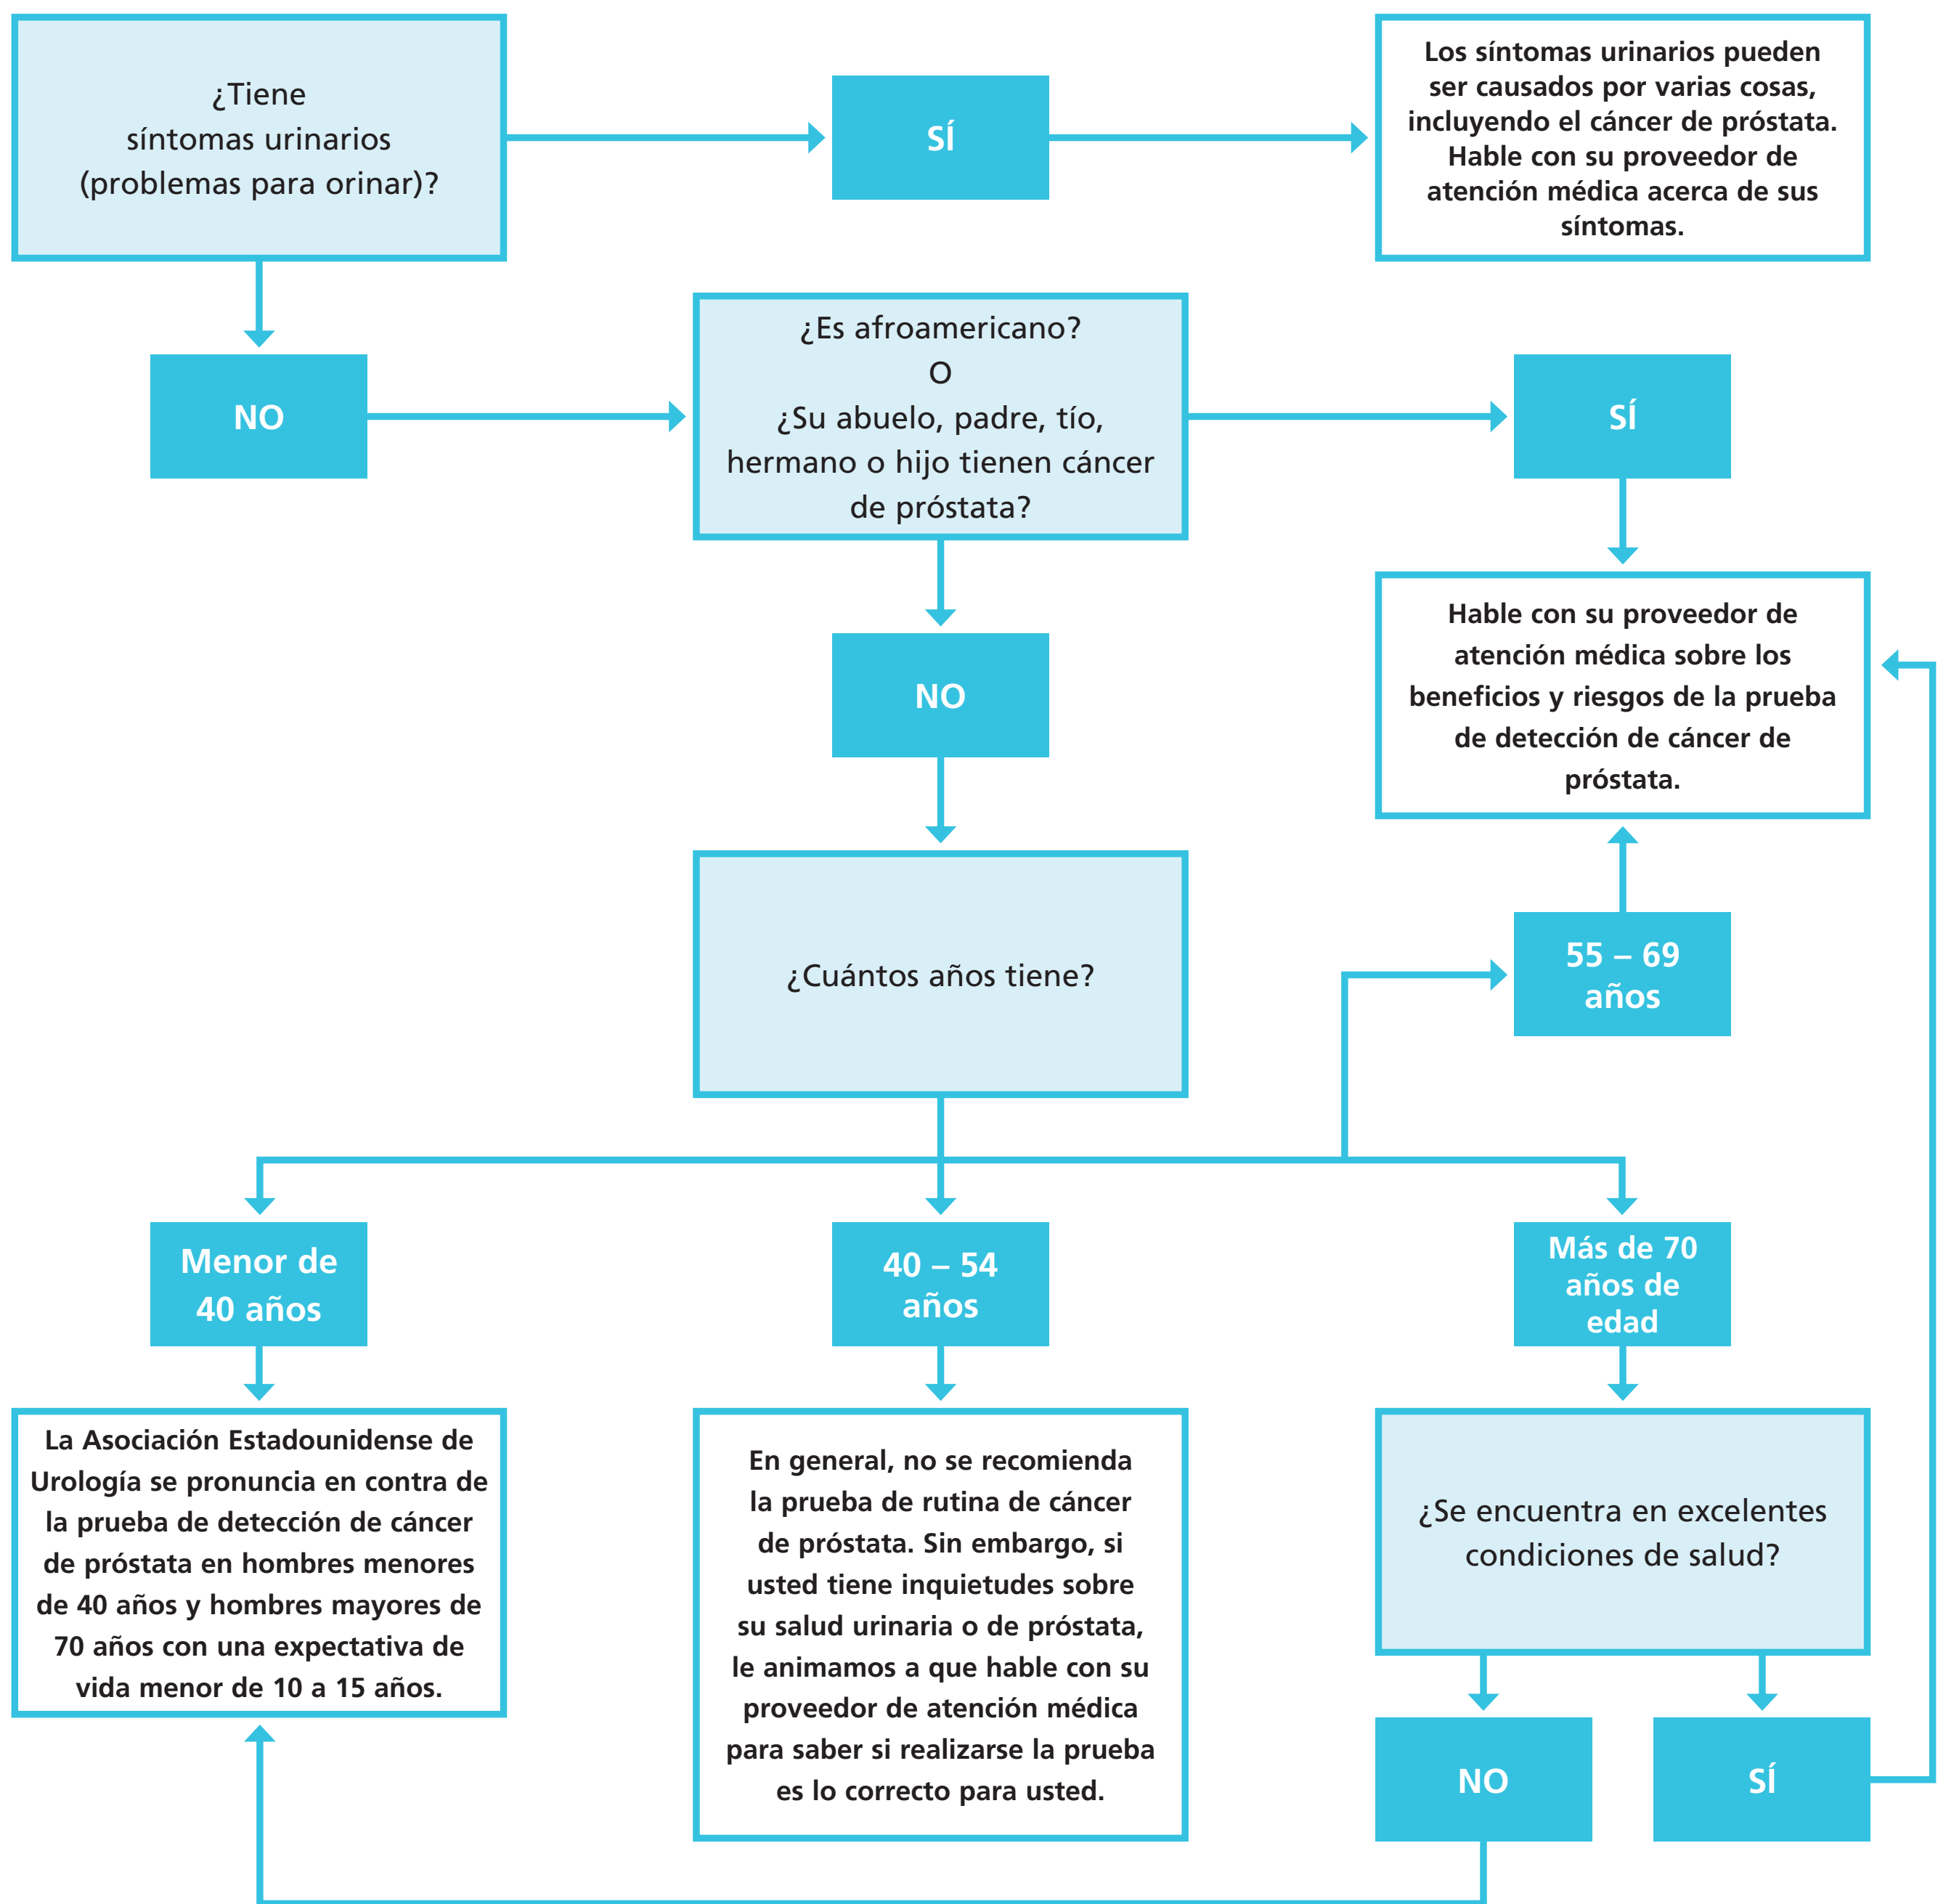 ¿Tiene
síntomas urinarios
(problemas para orinar)?
SÍ
Los síntomas urinarios pueden
ser causados por varias cosas,
incluyendo el cáncer de próstata.
Hable con su proveedor de
atención médica acerca de sus
síntomas.
NO
¿Es afroamericano?
O
¿Su abuelo, padre, tío,
hermano o hijo tienen cáncer
de próstata?
SÍ
Hable con su proveedor de
atención médica sobre los
beneficios y riesgos de la prueba
de detección de cáncer de
próstata.
NO
¿Cuántos años tiene?
55 – 69
años
Menor de
40 años
40 – 54
años
Más de 70
años de
edad
La Asociación Estadounidense de
Urología se pronuncia en contra de
la prueba de detección de cáncer
de próstata en hombres menores
de 40 años y hombres mayores de
70 años con una expectativa de
vida menor de 10 a 15 años.
En general, no se recomienda
la prueba de rutina de cáncer
de próstata. Sin embargo, si
usted tiene inquietudes sobre
su salud urinaria o de próstata,
le animamos a que hable con su
proveedor de atención médica
para saber si realizarse la prueba
es lo correcto para usted.
¿Se encuentra en excelentes
condiciones de salud?
NO
SÍ